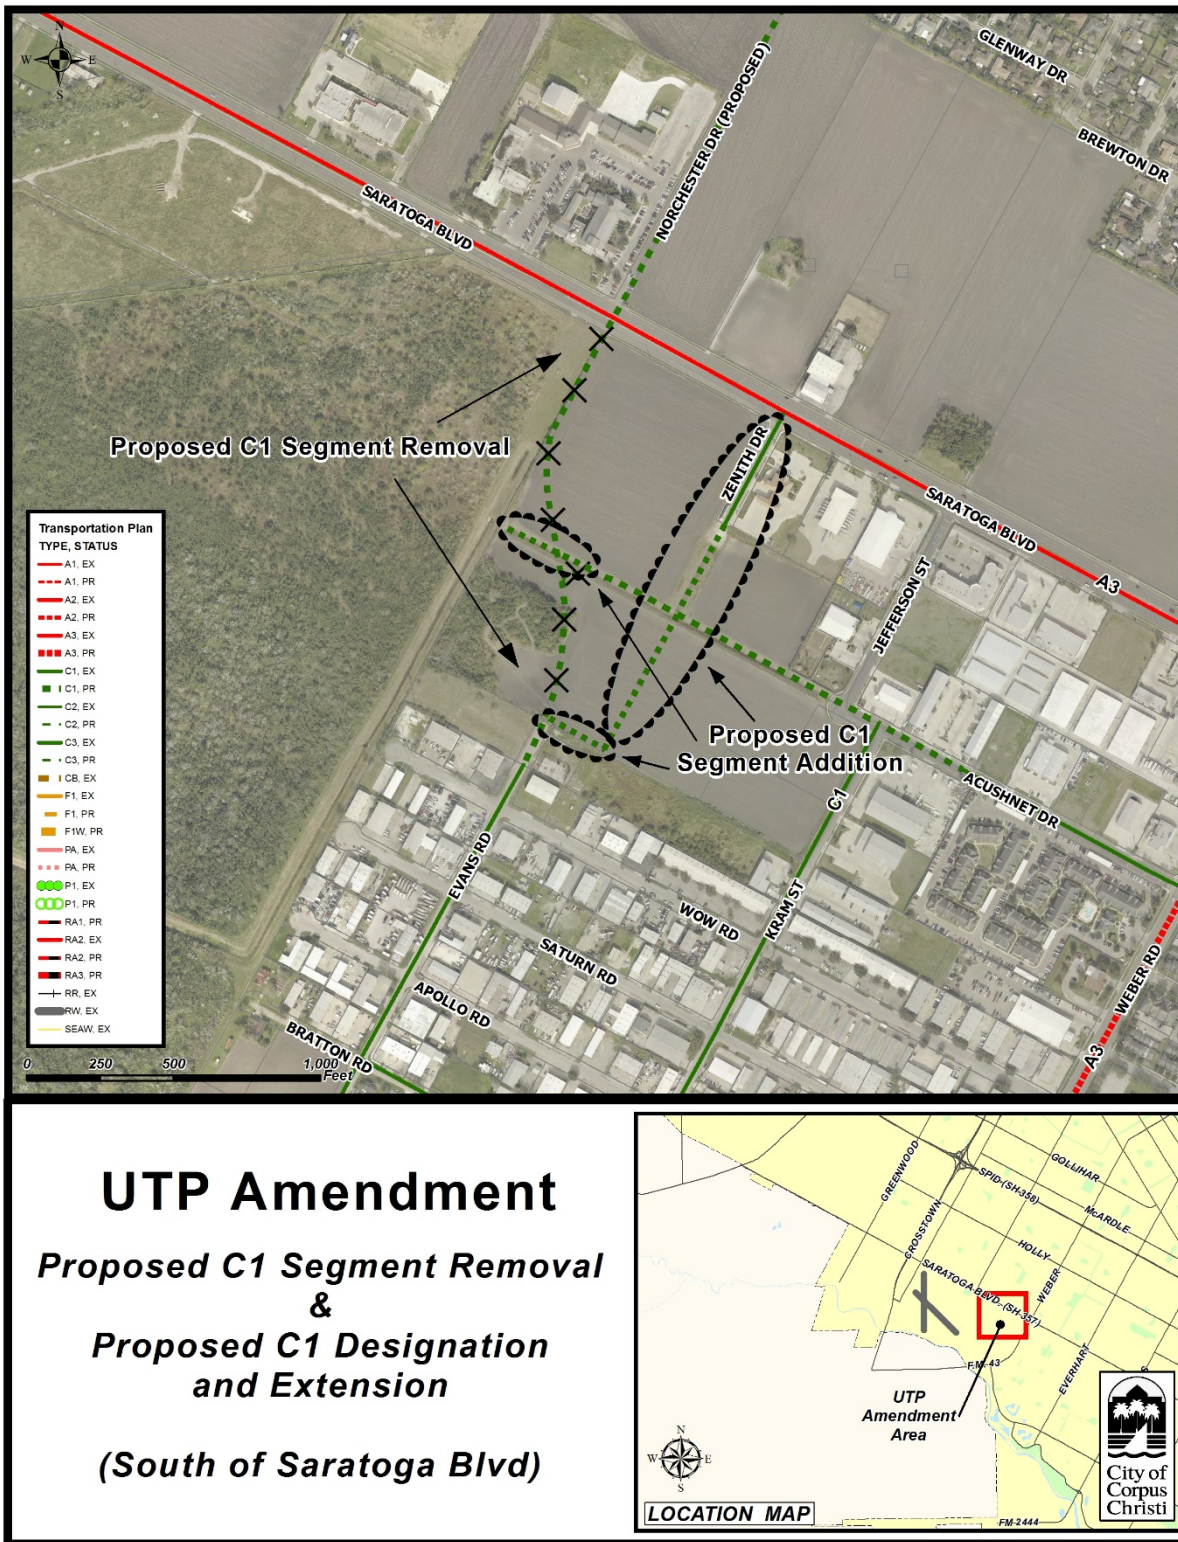 N
W E
S
GLENWAY DR
BREWTON DR
NORCHESTER DR (PROPOSED)
SARATOGA BLVD
Proposed C1 Segment Removal
ZENITH DR
SARATOGA BLVD
A3
JEFFERSON ST
Transportation Plan
TYPE, STATUS
A1, EX
A1, PR
A2, EX
A2, PR
A3, EX
A3, PR
C1, EX
C1, PR
C2, EX
C2, PR
C3, EX
C3, PR
CB, EX
F1, EX
F1, PR
F1W, PR
PA, EX
PA, PR
P1, EX
P1, PR
RA1, PR
RA2, EX
RA2, PR
RA3, PR
RR, EX
RW, EX
SEAW, EX
Proposed C1
Segment Addition
ACUSHNET DR
C1
EVANS RD
WOW RD
KRAM ST
SATURN RD
APOLLO RD
BRATTON RD
WEBER RD
A3
0 250 500 1,000
Feet
UTP Amendment
Proposed C1 Segment Removal
&
Proposed C1 Designation
and Extension
(South of Saratoga Blvd)
GREENWOOD
CROSSTOWN
SPID (SH-358)
GOLLIHAR
McARDLE
HOLLY
WEBER
SARATOGA BLVD. (SH-357)
F.M. 43
EVERHART
S
UTP
Amendment
Area
N
W E
S
LOCATION MAP
FM 2444
City of
Corpus
Christi